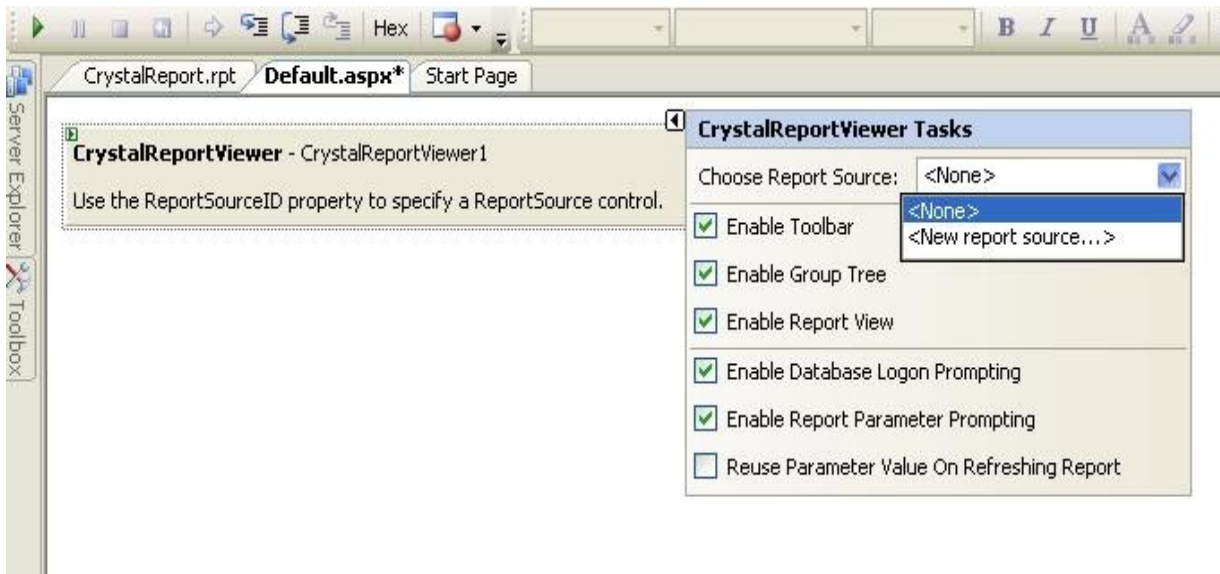 Hex
B I U A
CrystalReport.rpt Default.aspx* Start Page
Server Explorer
Toolbox
CrystalReportViewer - CrystalReportViewer1
Use the ReportSourceID property to specify a ReportSource control.
CrystalReportViewer Tasks
Choose Report Source: <None>
<None>
<New report source...>
Enable Toolbar
Enable Group Tree
Enable Report View
Enable Database Logon Prompting
Enable Report Parameter Prompting
Reuse Parameter Value On Refreshing Report